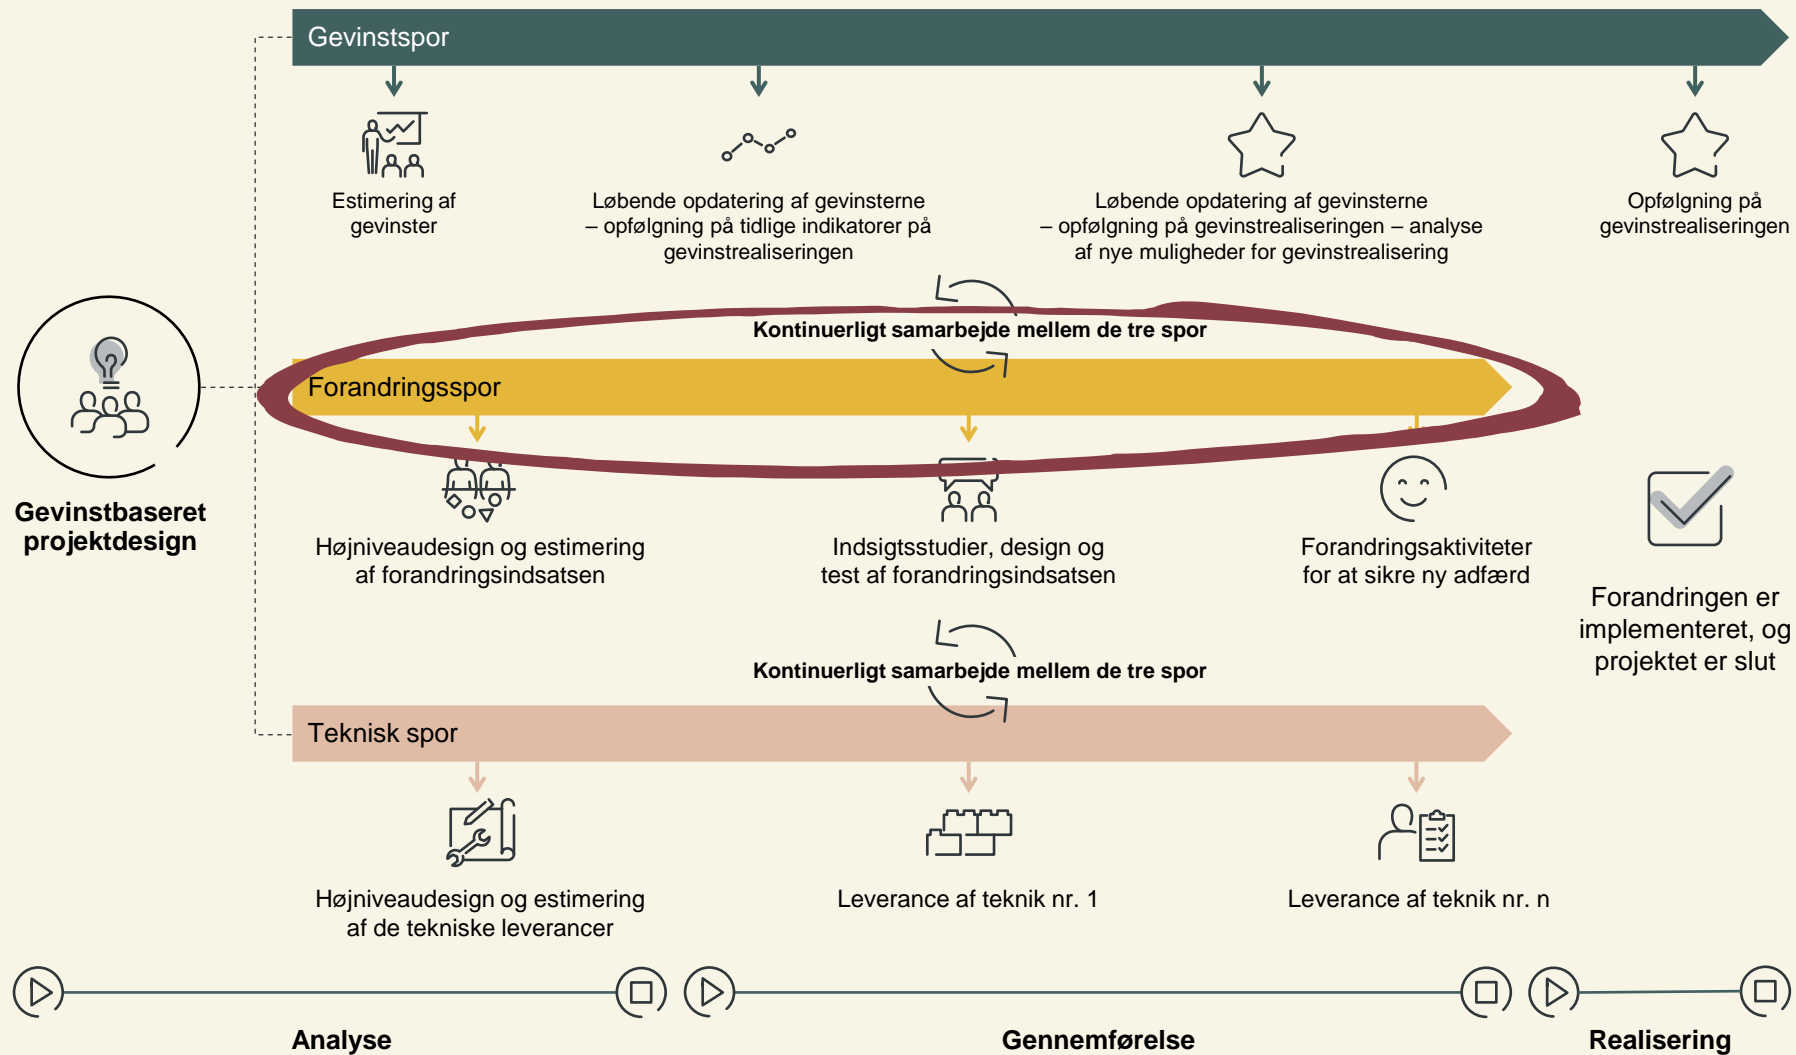 Gevinstspor
Estimering af
gevinster
Løbende opdatering af gevinsterne
– opfølgning på tidlige indikatorer på
gevinstrealiseringen
Løbende opdatering af gevinsterne
– opfølgning på gevinstrealiseringen – analyse
af nye muligheder for gevinstrealisering
Opfølgning på
gevinstrealiseringen
Kontinuerligt samarbejde mellem de tre spor
Gevinstbaseret
projektdesign
Forandringsspor
Højniveaudesign og estimering
af forandringsindsatsen
Indsigtsstudier, design og
test af forandringsindsatsen
Forandringsaktiviteter
for at sikre ny adfærd
Forandringen er
implementeret, og
projektet er slut
Kontinuerligt samarbejde mellem de tre spor
Teknisk spor
Højniveaudesign og estimering
af de tekniske leverancer
Leverance af teknik nr. 1
Leverance af teknik nr. n
Analyse
Gennemførelse
Realisering